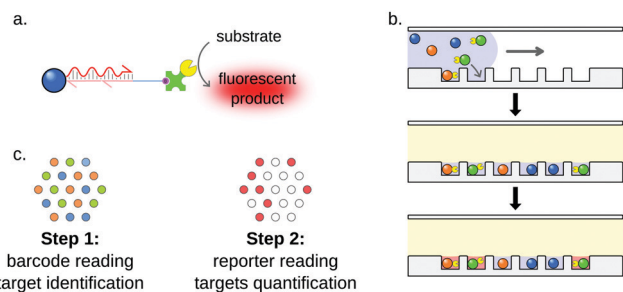 a.
substrate
fluorescent
product
b.
c.
Step 1:
barcode reading
target identification
Step 2:
reporter reading
targets quantification